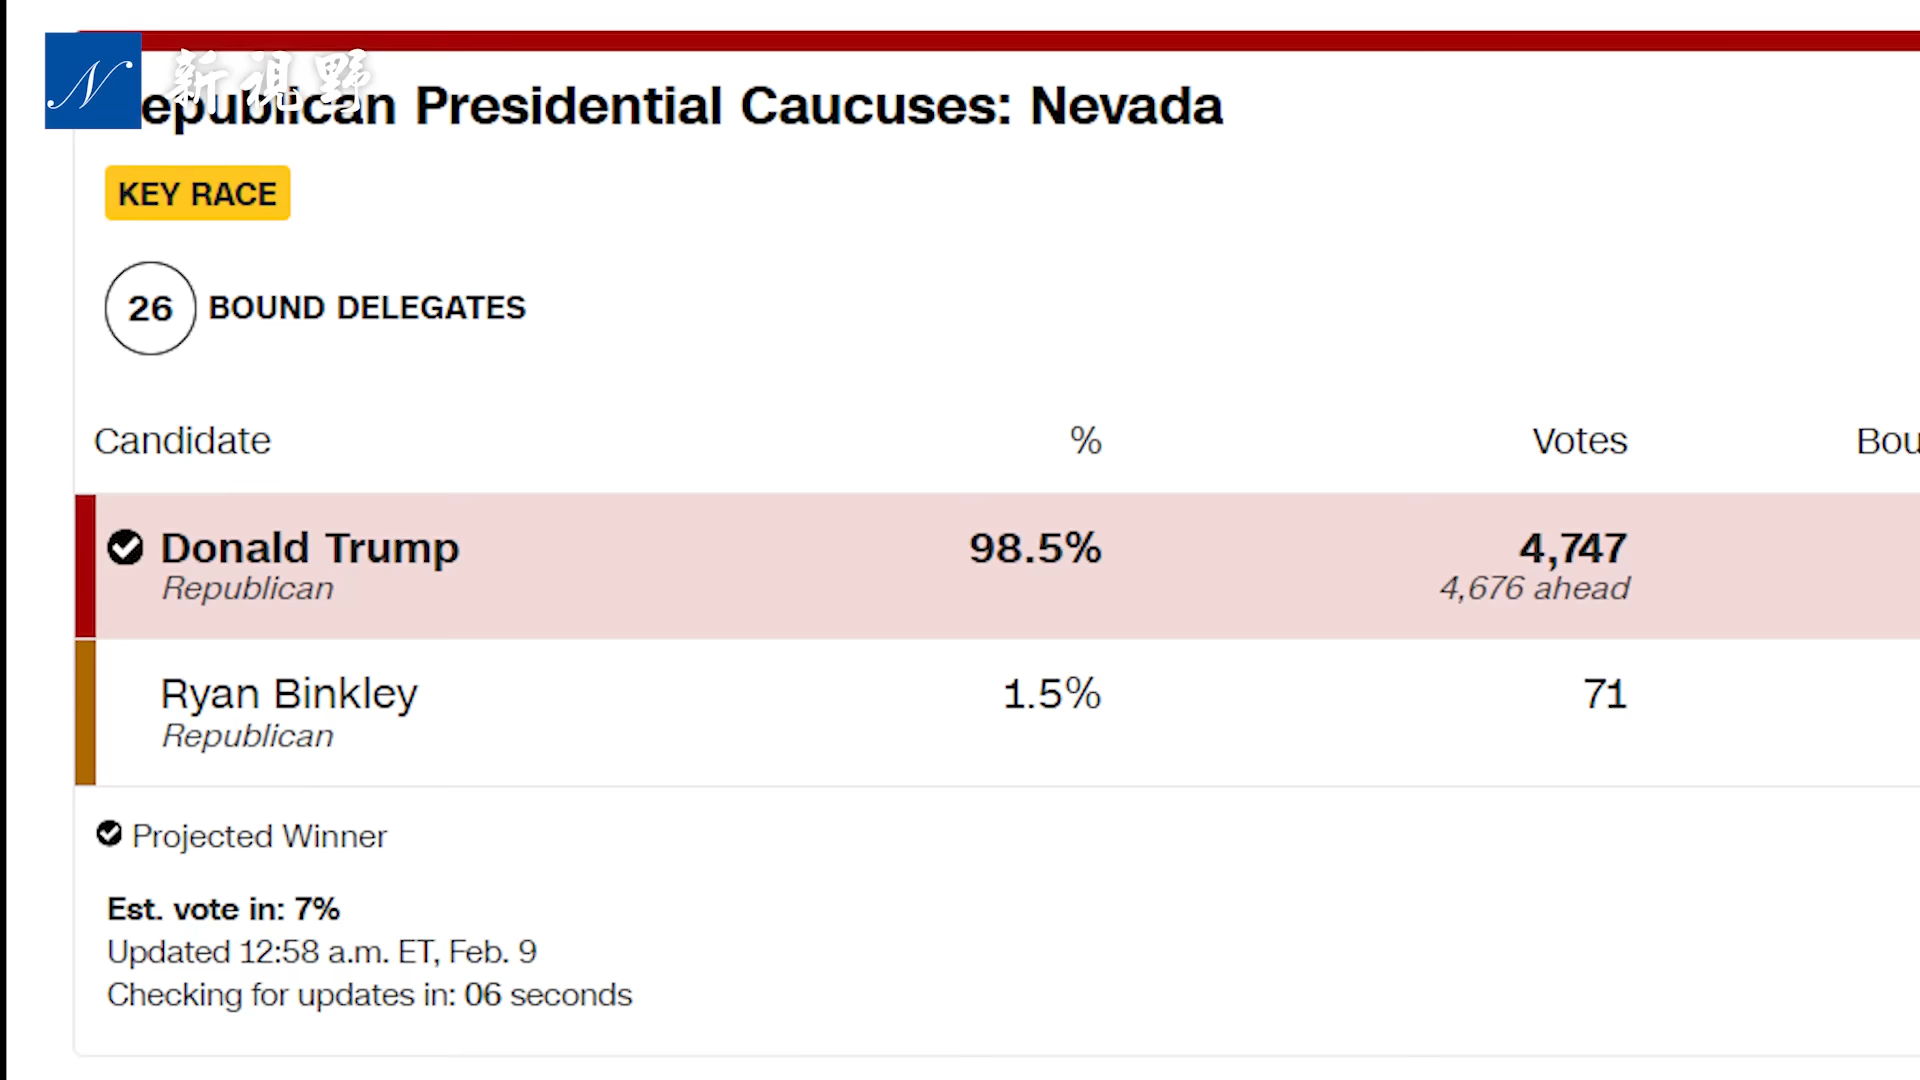 N 新视野
epublican Presidential Caucuses: Nevada
KEY RACE
26 BOUND DELEGATES
Candidate % Votes Bou
Donald Trump 98.5% 4,747
Republican 4,676 ahead
Ryan Binkley 1.5% 71
Republican
Projected Winner
Est. vote in: 7%
Updated 12:58 a.m. ET, Feb. 9
Checking for updates in: 06 seconds